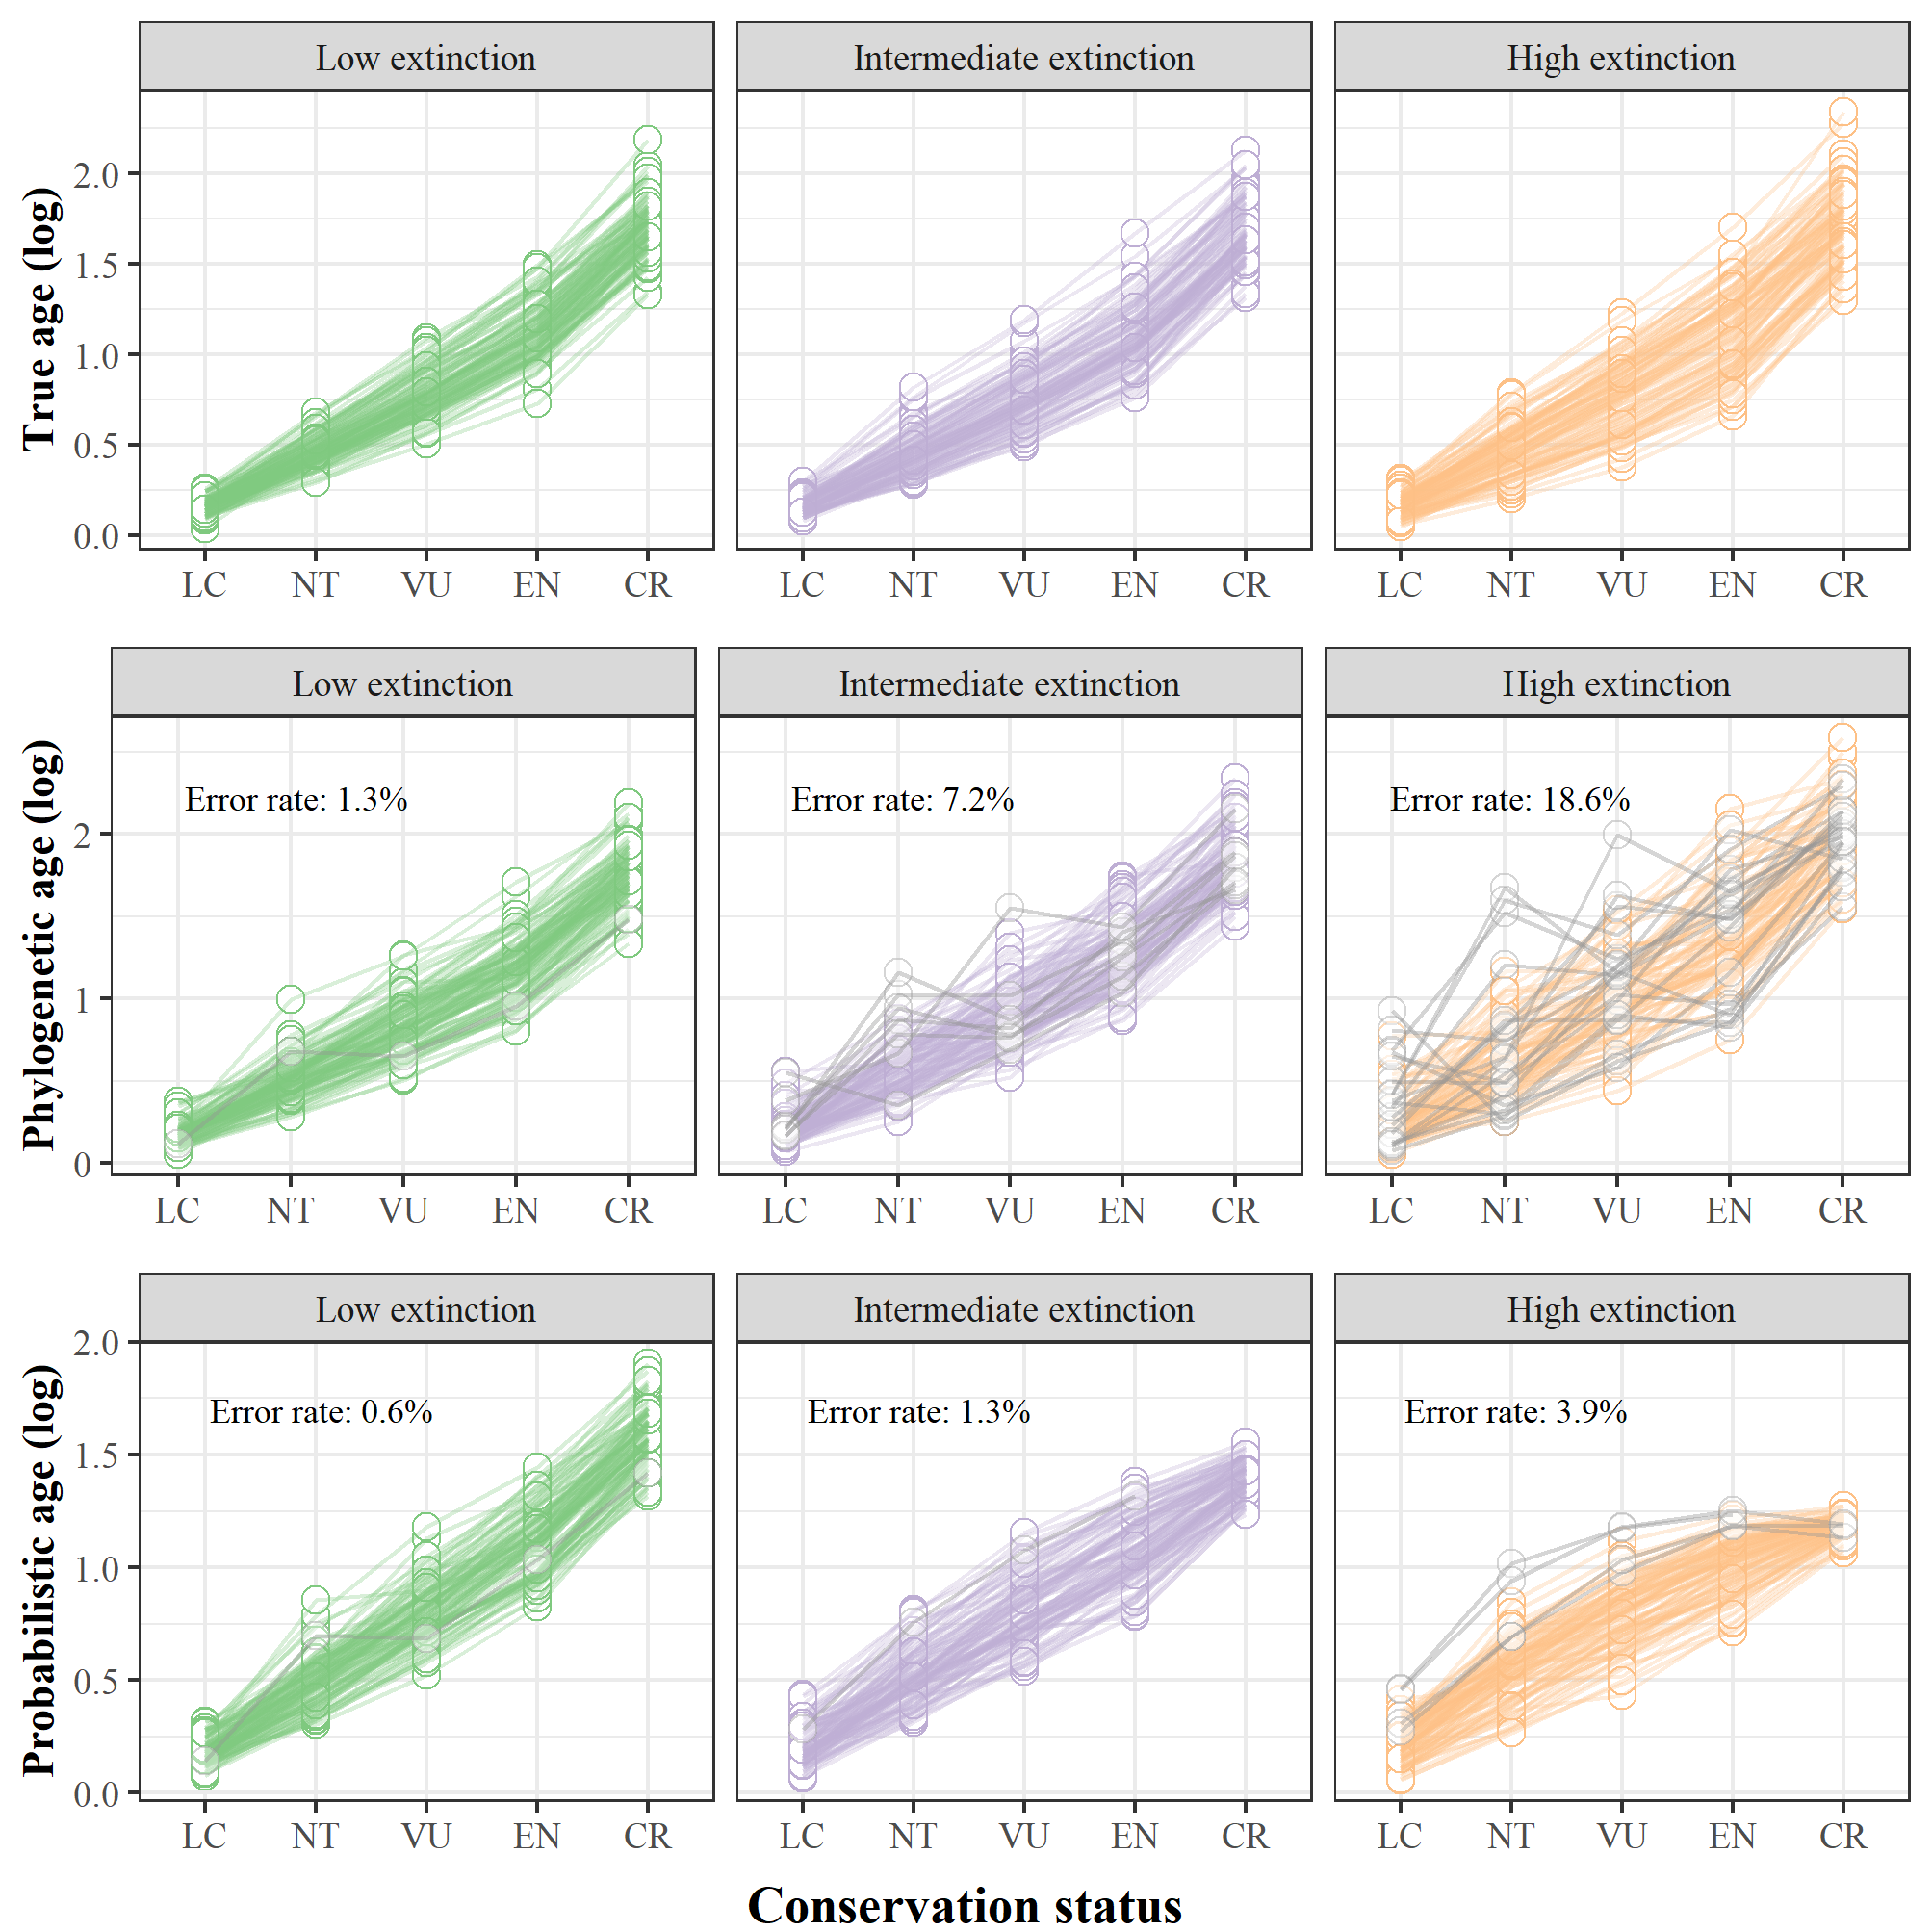 Low extinction Intermediate extinction High extinction
True age (log)
2.0
1.5
1.0
0.5
0.0
LC NT VU EN CR LC NT VU EN CR LC NT VU EN CR
Low extinction Intermediate extinction High extinction
Phylogenetic age (log)
Error rate: 1.3% Error rate: 7.2% Error rate: 18.6%
2
1
0
LC NT VU EN CR LC NT VU EN CR LC NT VU EN CR
Low extinction Intermediate extinction High extinction
Probabilistic age (log)
2.0
Error rate: 0.6% Error rate: 1.3% Error rate: 3.9%
1.5
1.0
0.5
0.0
LC NT VU EN CR LC NT VU EN CR LC NT VU EN CR
Conservation status